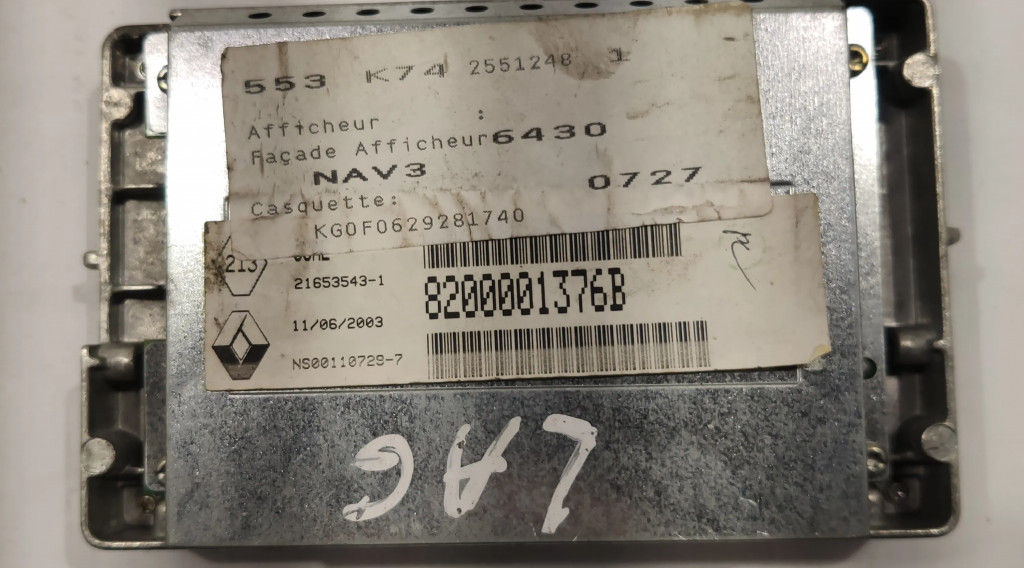 553 K74 2551248 1
Afficheur :
Façade Afficheur 6430
NAV3 0727
Casquette:
KG0F0629281740
213
21653543-1
8200001376B
11/06/2003
NS00110729-7
LAG